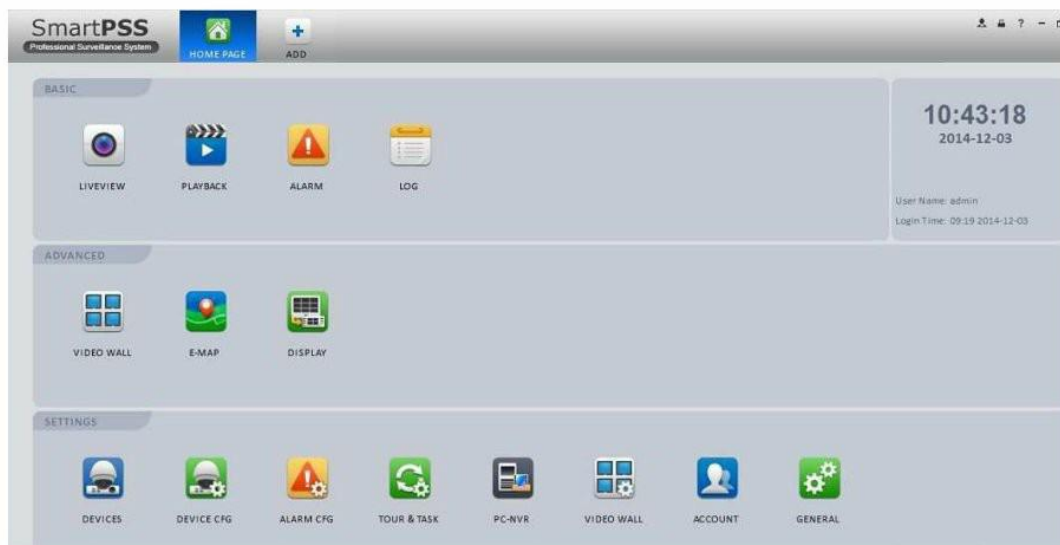 SmartPSS
Professional Surveillance System
HOME PAGE
ADD
?
BASIC
LIVEVIEW
PLAYBACK
ALARM
LOG
10:43:18
2014-12-03
User Name: admin
Login Time: 09:19 2014-12-03
ADVANCED
VIDEO WALL
E-MAP
DISPLAY
SETTINGS
DEVICES
DEVICE CFG
ALARM CFG
TOUR & TASK
PC-NVR
VIDEO WALL
ACCOUNT
GENERAL